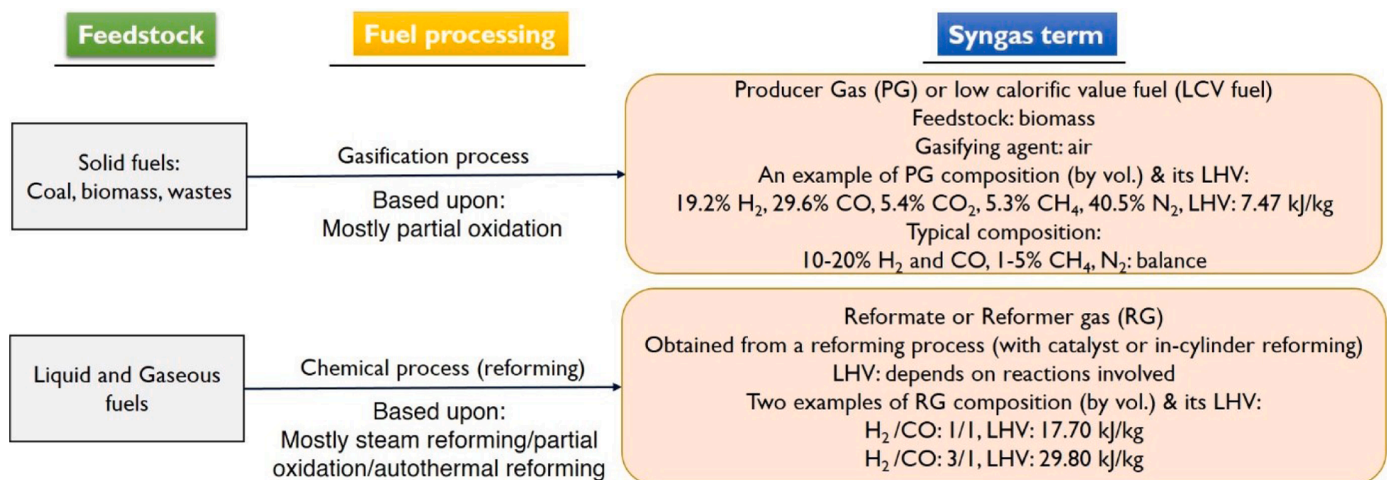 Feedstock
Fuel processing
Syngas term
Solid fuels:
Coal, biomass, wastes
Gasification process
Based upon:
Mostly partial oxidation
Producer Gas (PG) or low calorific value fuel (LCV fuel)
Feedstock: biomass
Gasifying agent: air
An example of PG composition (by vol.) & its LHV:
19.2% H₂, 29.6% CO, 5.4% CO₂, 5.3% CH₄, 40.5% N₂, LHV: 7.47 kJ/kg
Typical composition:
10-20% H₂ and CO, 1-5% CH₄, N₂: balance
Liquid and Gaseous
fuels
Chemical process (reforming)
Based upon:
Mostly steam reforming/partial
oxidation/autothermal reforming
Reformate or Reformer gas (RG)
Obtained from a reforming process (with catalyst or in-cylinder reforming)
LHV: depends on reactions involved
Two examples of RG composition (by vol.) & its LHV:
H₂ /CO: 1/1, LHV: 17.70 kJ/kg
H₂ /CO: 3/1, LHV: 29.80 kJ/kg